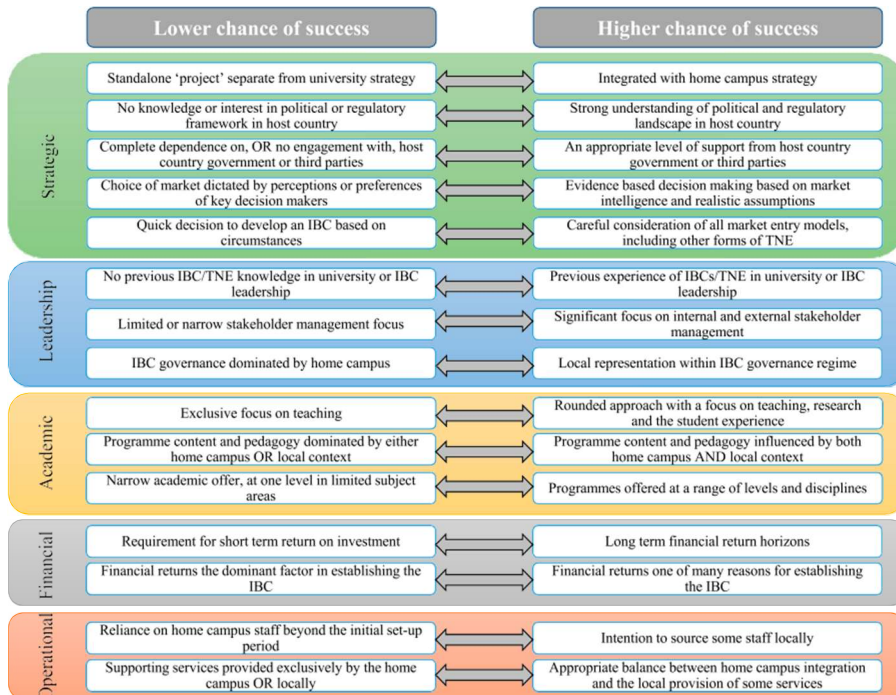 Lower chance of success
Higher chance of success
Strategic
Standalone ‘project’ separate from university strategy
Integrated with home campus strategy
No knowledge or interest in political or regulatory
framework in host country
Strong understanding of political and regulatory
landscape in host country
Complete dependence on, OR no engagement with, host
country government or third parties
An appropriate level of support from host country
government or third parties
Choice of market dictated by perceptions or preferences
of key decision makers
Evidence based decision making based on market
intelligence and realistic assumptions
Quick decision to develop an IBC based on
circumstances
Careful consideration of all market entry models,
including other forms of TNE
Leadership
No previous IBC/TNE knowledge in university or IBC
leadership
Previous experience of IBCs/TNE in university or IBC
leadership
Limited or narrow stakeholder management focus
Significant focus on internal and external stakeholder
management
IBC governance dominated by home campus
Local representation within IBC governance regime
Academic
Exclusive focus on teaching
Rounded approach with a focus on teaching, research
and the student experience
Programme content and pedagogy dominated by either
home campus OR local context
Programme content and pedagogy influenced by both
home campus AND local context
Narrow academic offer, at one level in limited subject
areas
Programmes offered at a range of levels and disciplines
Financial
Requirement for short term return on investment
Long term financial return horizons
Financial returns the dominant factor in establishing the
IBC
Financial returns one of many reasons for establishing
the IBC
Operational
Reliance on home campus staff beyond the initial set-up
period
Intention to source some staff locally
Supporting services provided exclusively by the home
campus OR locally
Appropriate balance between home campus integration
and the local provision of some services